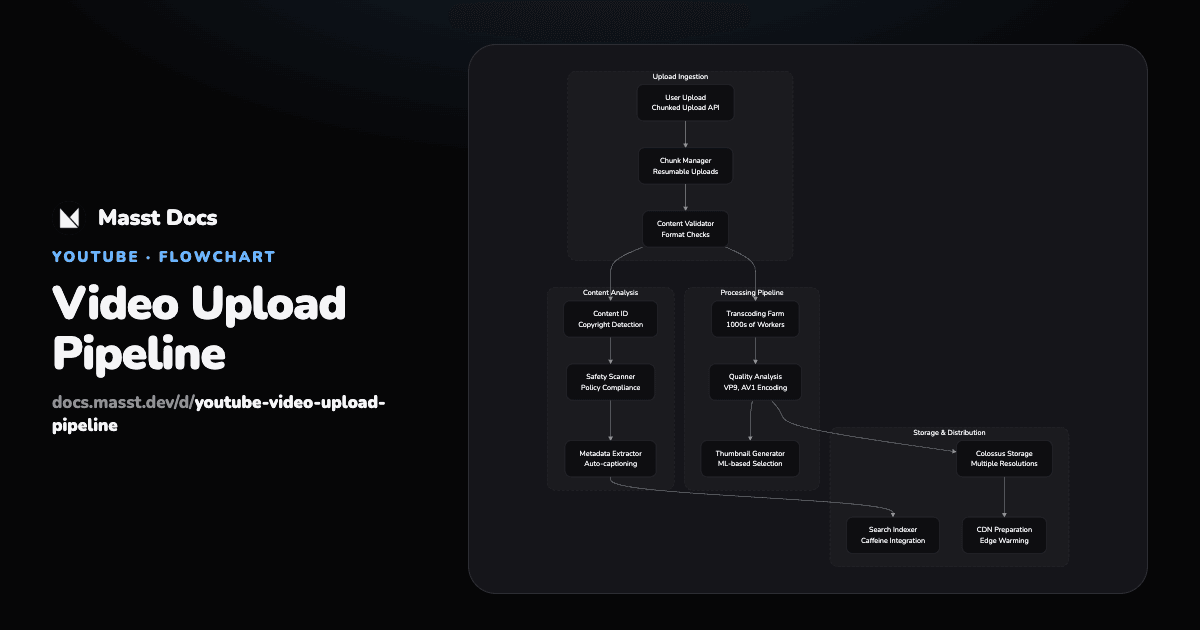 Masst Docs
YOUTUBE · FLOWCHART
Video Upload
Pipeline
docs.masst.dev/d/youtube-video-upload-
pipeline
Upload Ingestion
User Upload
Chunked Upload API
Chunk Manager
Resumable Uploads
Content Validator
Format Checks
Content Analysis
Content ID
Copyright Detection
Safety Scanner
Policy Compliance
Metadata Extractor
Auto-captioning
Processing Pipeline
Transcoding Farm
1000s of Workers
Quality Analysis
VP9, AV1 Encoding
Thumbnail Generator
ML-based Selection
Storage & Distribution
Colossus Storage
Multiple Resolutions
Search Indexer
Caffeine Integration
CDN Preparation
Edge Warming